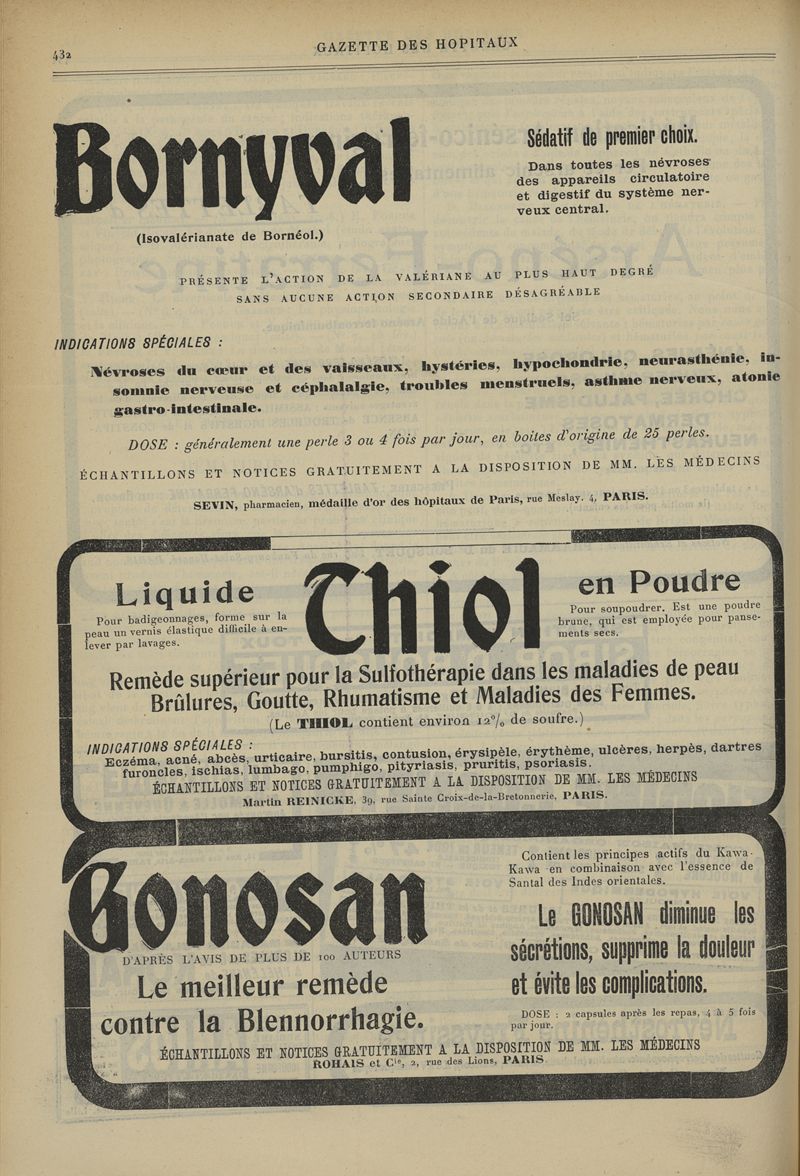 432
GAZETTE DES HOPITAUX
Bornyval
(Isovalérianate de Bornéol.)
Sédatif de premier choix.
Dans toutes les névroses
des appareils circulatoire
et digestif du système ner-
veux central.
PRÉSENTE L'ACTION DE LA VALÉRIANE AU PLUS HAUT DEGRÉ
SANS AUCUNE ACTION SECONDAIRE DÉSAGRÉABLE
INDICATIONS SPÉCIALES :
Névroses du cœur et des vaisseaux, hystéries, hypochondrie, neurasthénie, in-
somnie nerveuse et céphalalgie, troubles menstruels, asthme nerveux, atonie
gastro-intestinale.
DOSE : généralement une perle 3 ou 4 fois par jour, en boites d'origine de 25 perles.
ÉCHANTILLONS ET NOTICES GRATUITEMENT A LA DISPOSITION DE MM. LES MÉDECINS
SEVIN, pharmacien, médaille d'or des hôpitaux de Paris, rue Meslay. 4, PARIS.
Liquide
Pour badigeonnages, forme sur la
peau un vernis élastique difficile à en-
lever par lavages.
Thiol
en Poudre
Pour soupoudrer. Est une poudre
brune, qui est employée pour panse-
ments secs.
Remède supérieur pour la Sulfothérapie dans les maladies de peau
Brûlures, Goutte, Rhumatisme et Maladies des Femmes.
(Le THIOL contient environ 12% de soufre.)
INDICATIONS SPÉCIALES :
Eczéma, acné, abcès, urticaire, bursitis, contusion, érysipèle, érythème, ulcères, herpès, dartres
furoncles, ischias, lumbago, pumphigo, pityriasis, pruritis, psoriasis.
ÉCHANTILLONS ET NOTICES GRATUITEMENT A LA DISPOSITION DE MM. LES MÉDECINS
Martin REINICKE, 39, rue Sainte Croix-de-la-Bretonnerie, PARIS.
Gonosan
D'APRÈS L'AVIS DE PLUS DE 100 AUTEURS
Le meilleur remède
contre la Blennorrhagie.
Contient les principes actifs du Kawa-
Kawa en combinaison avec l'essence de
Santal des Indes orientales.
Le GONOSAN diminue les
sécrétions, supprime la douleur
et évite les complications.
DOSE : 2 capsules après les repas, 4 à 5 fois
par jour.
ÉCHANTILLONS ET NOTICES GRATUITEMENT A LA DISPOSITION DE MM. LES MÉDECINS
ROHAIS et Cie, 2, rue des Lions, PARIS